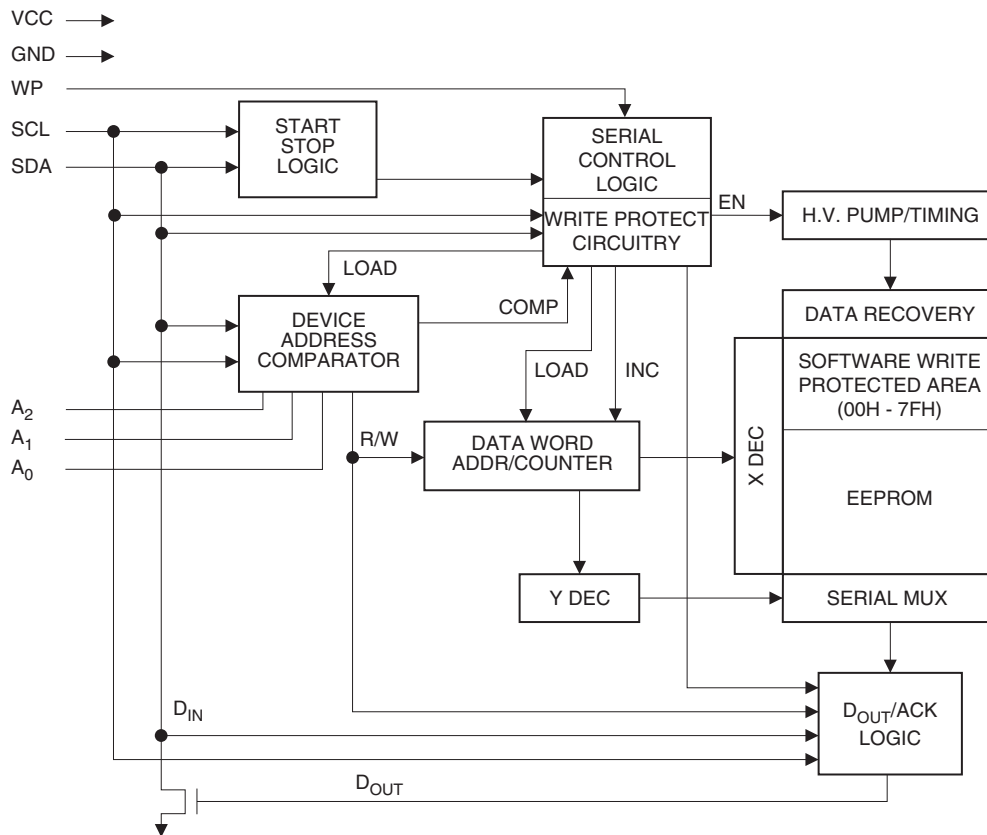 VCC
GND
WP
SCL
SDA
START
STOP
LOGIC
SERIAL
CONTROL
LOGIC
WRITE PROTECT
CIRCUITRY
EN
H.V. PUMP/TIMING
LOAD
COMP
DEVICE
ADDRESS
COMPARATOR
LOAD
INC
DATA RECOVERY
SOFTWARE WRITE
PROTECTED AREA
(00H - 7FH)
X DEC
EEPROM
A2
A1
A0
R/W
DATA WORD
ADDR/COUNTER
Y DEC
SERIAL MUX
DIN
DOUT/ACK
LOGIC
DOUT